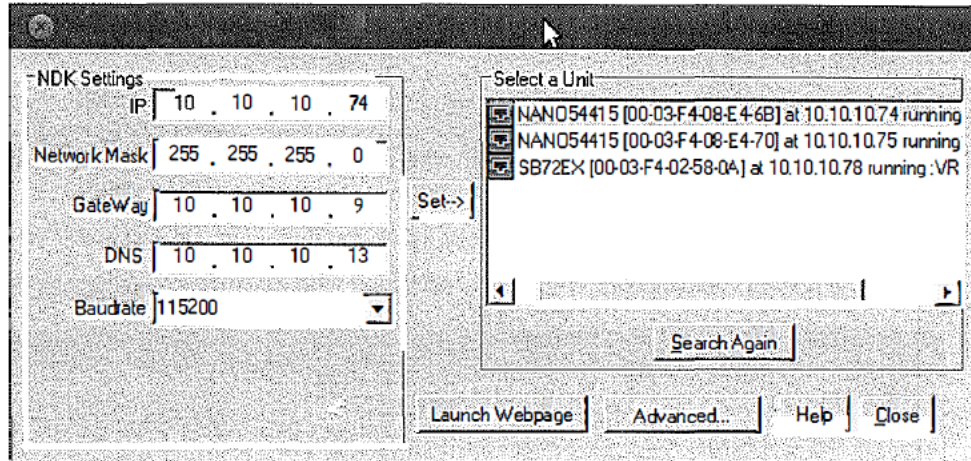 NDK Settings
IP 10 . 10 . 10 . 74
Network Mask 255 . 255 . 255 . 0
GateWay 10 . 10 . 10 . 9
DNS 10 . 10 . 10 . 13
Baudrate 115200
Set-->
Select a Unit
NANO54415 [00-03-F4-08-E4-6B] at 10.10.10.74 running
NANO54415 [00-03-F4-08-E4-70] at 10.10.10.75 running
SB72EX [00-03-F4-02-58-0A] at 10.10.10.78 running :VR
Search Again
Launch Webpage
Advanced...
Help
Close